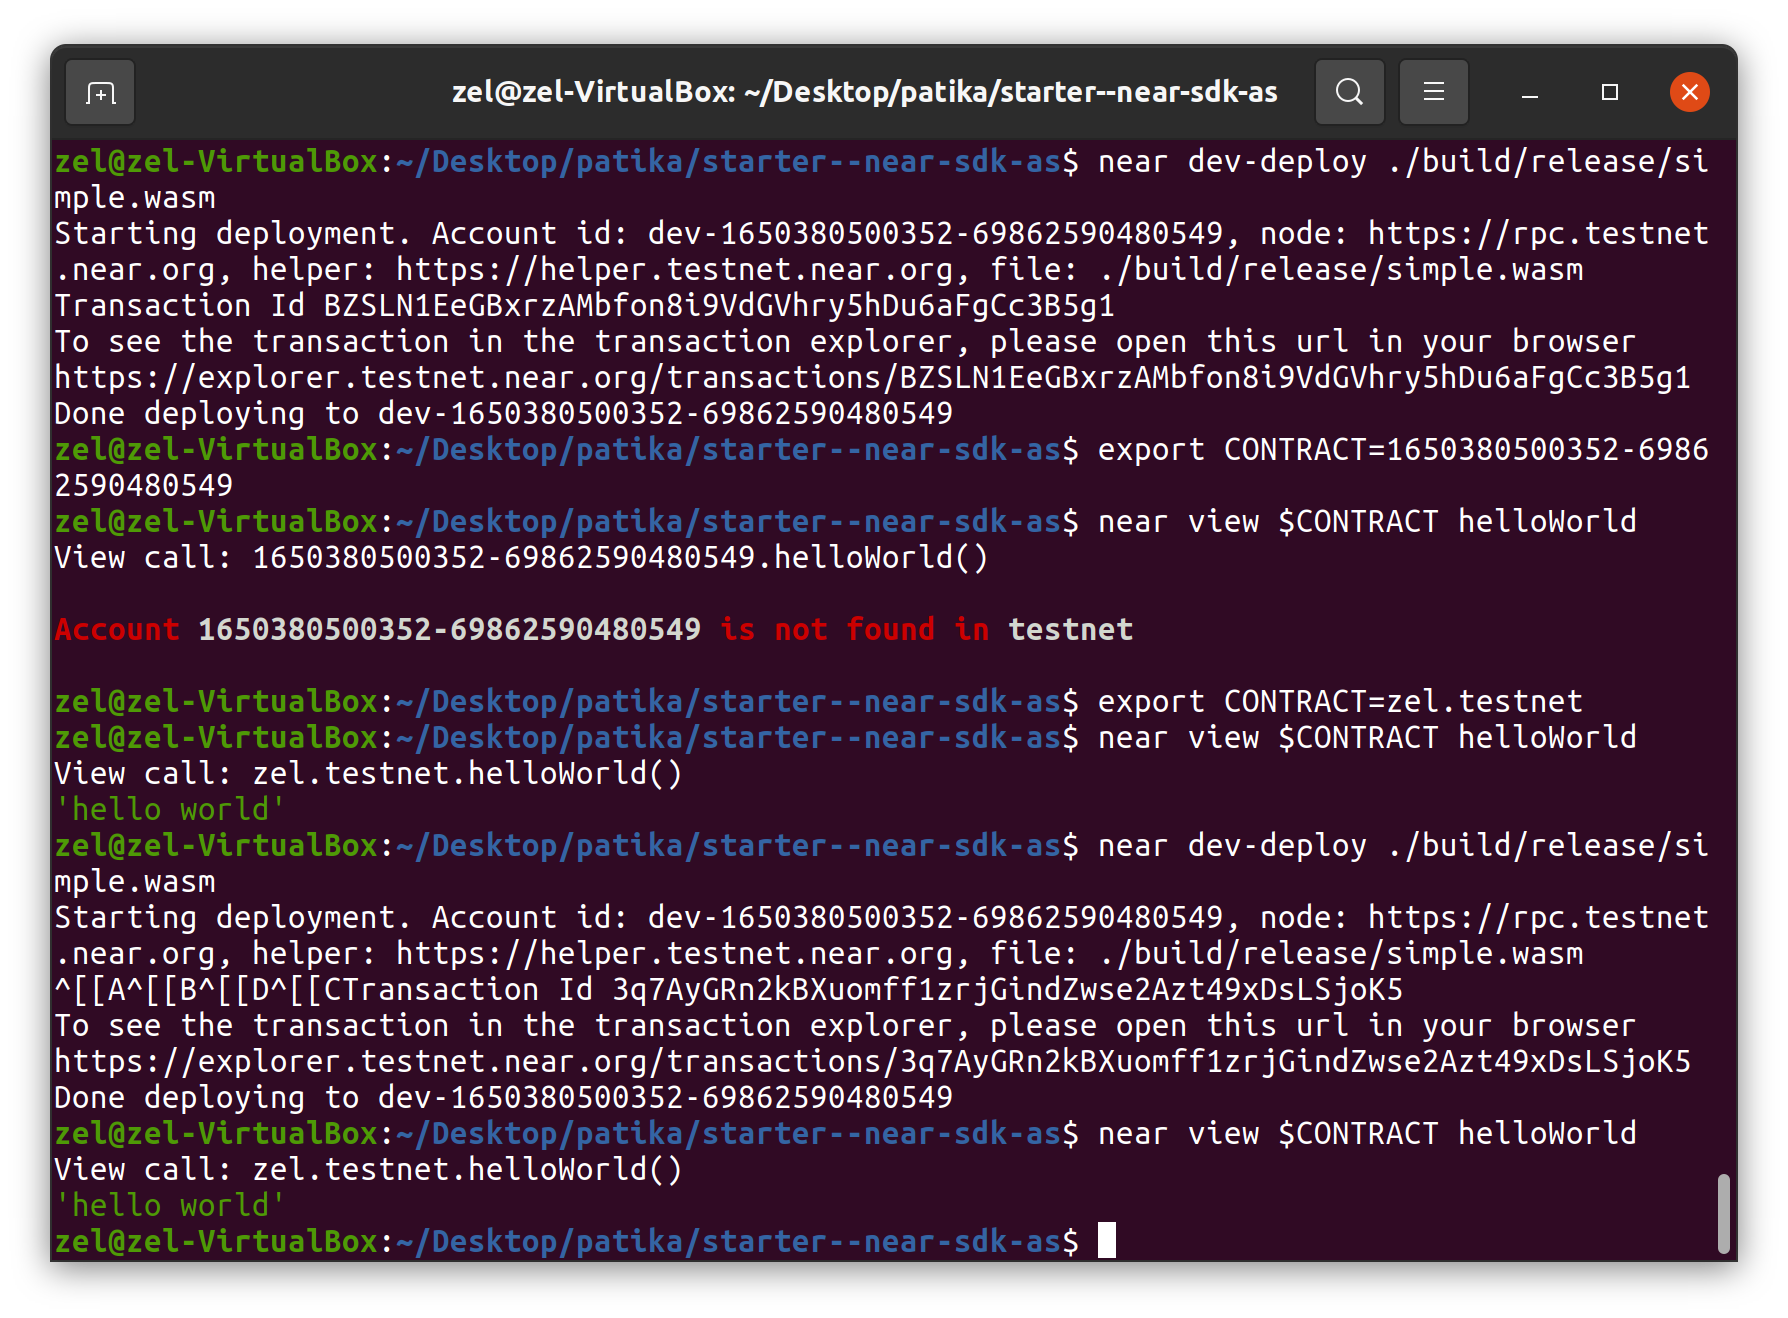 zel@zel-VirtualBox: ~/Desktop/patika/starter--near-sdk-as
zel@zel-VirtualBox:~/Desktop/patika/starter--near-sdk-as$ near dev-deploy ./build/release/si
mple.wasm
Starting deployment. Account id: dev-1650380500352-69862590480549, node: https://rpc.testnet
.near.org, helper: https://helper.testnet.near.org, file: ./build/release/simple.wasm
Transaction Id BZSLN1EeGBxrzAMbfon8i9VdGVhry5hDu6aFgCc3B5g1
To see the transaction in the transaction explorer, please open this url in your browser
https://explorer.testnet.near.org/transactions/BZSLN1EeGBxrzAMbfon8i9VdGVhry5hDu6aFgCc3B5g1
Done deploying to dev-1650380500352-69862590480549
zel@zel-VirtualBox:~/Desktop/patika/starter--near-sdk-as$ export CONTRACT=1650380500352-6986
2590480549
zel@zel-VirtualBox:~/Desktop/patika/starter--near-sdk-as$ near view $CONTRACT helloWorld
View call: 1650380500352-69862590480549.helloWorld()
Account 1650380500352-69862590480549 is not found in testnet
zel@zel-VirtualBox:~/Desktop/patika/starter--near-sdk-as$ export CONTRACT=zel.testnet
zel@zel-VirtualBox:~/Desktop/patika/starter--near-sdk-as$ near view $CONTRACT helloWorld
View call: zel.testnet.helloWorld()
'hello world'
zel@zel-VirtualBox:~/Desktop/patika/starter--near-sdk-as$ near dev-deploy ./build/release/si
mple.wasm
Starting deployment. Account id: dev-1650380500352-69862590480549, node: https://rpc.testnet
.near.org, helper: https://helper.testnet.near.org, file: ./build/release/simple.wasm
^[[A^[[B^[[D^[[CTransaction Id 3q7AyGRn2kBXuomff1zrjGindZwse2Azt49xDsLSjoK5
To see the transaction in the transaction explorer, please open this url in your browser
https://explorer.testnet.near.org/transactions/3q7AyGRn2kBXuomff1zrjGindZwse2Azt49xDsLSjoK5
Done deploying to dev-1650380500352-69862590480549
zel@zel-VirtualBox:~/Desktop/patika/starter--near-sdk-as$ near view $CONTRACT helloWorld
View call: zel.testnet.helloWorld()
'hello world'
zel@zel-VirtualBox:~/Desktop/patika/starter--near-sdk-as$